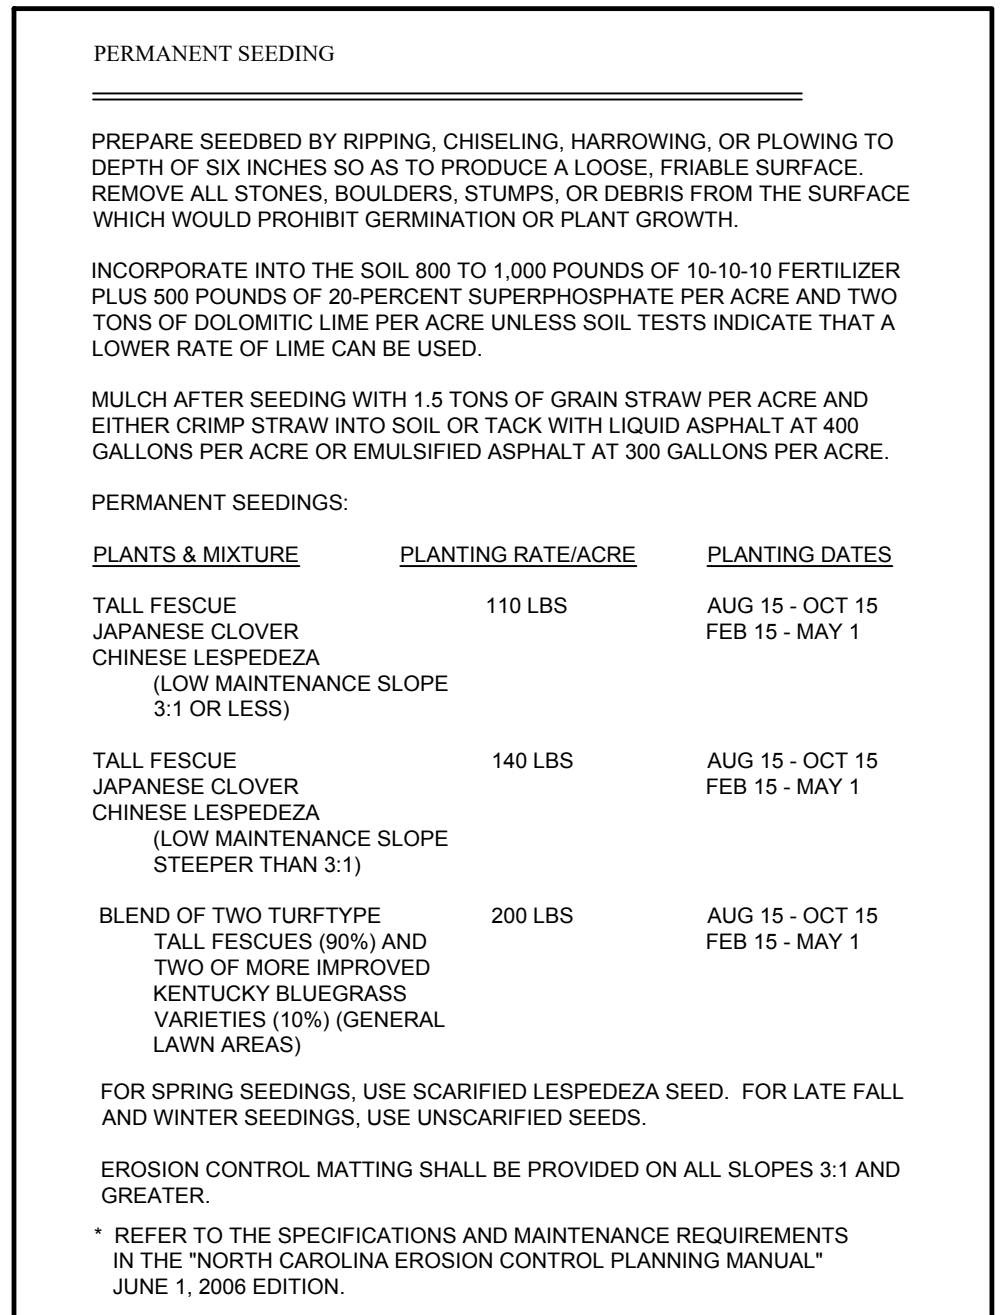 PERMANENT SEEDING
PREPARE SEEDBED BY RIPPING, CHISELING, HARROWING, OR PLOWING TO
DEPTH OF SIX INCHES SO AS TO PRODUCE A LOOSE, FRIABLE SURFACE.
REMOVE ALL STONES, BOULDERS, STUMPS, OR DEBRIS FROM THE SURFACE
WHICH WOULD PROHIBIT GERMINATION OR PLANT GROWTH.
INCORPORATE INTO THE SOIL 800 TO 1,000 POUNDS OF 10-10-10 FERTILIZER
PLUS 500 POUNDS OF 20-PERCENT SUPERPHOSPHATE PER ACRE AND TWO
TONS OF DOLOMITIC LIME PER ACRE UNLESS SOIL TESTS INDICATE THAT A
LOWER RATE OF LIME CAN BE USED.
MULCH AFTER SEEDING WITH 1.5 TONS OF GRAIN STRAW PER ACRE AND
EITHER CRIMP STRAW INTO SOIL OR TACK WITH LIQUID ASPHALT AT 400
GALLONS PER ACRE OR EMULSIFIED ASPHALT AT 300 GALLONS PER ACRE.
PERMANENT SEEDINGS:
PLANTS & MIXTURE PLANTING RATE/ACRE PLANTING DATES
TALL FESCUE 110 LBS AUG 15 - OCT 15
JAPANESE CLOVER FEB 15 - MAY 1
CHINESE LESPEDEZA
(LOW MAINTENANCE SLOPE
3:1 OR LESS)
TALL FESCUE 140 LBS AUG 15 - OCT 15
JAPANESE CLOVER FEB 15 - MAY 1
CHINESE LESPEDEZA
(LOW MAINTENANCE SLOPE
STEEPER THAN 3:1)
BLEND OF TWO TURFTYPE 200 LBS AUG 15 - OCT 15
TALL FESCUES (90%) AND FEB 15 - MAY 1
TWO OF MORE IMPROVED
KENTUCKY BLUEGRASS
VARIETIES (10%) (GENERAL
LAWN AREAS)
FOR SPRING SEEDINGS, USE SCARIFIED LESPEDEZA SEED. FOR LATE FALL
AND WINTER SEEDINGS, USE UNSCARIFIED SEEDS.
EROSION CONTROL MATTING SHALL BE PROVIDED ON ALL SLOPES 3:1 AND
GREATER.
* REFER TO THE SPECIFICATIONS AND MAINTENANCE REQUIREMENTS
IN THE "NORTH CAROLINA EROSION CONTROL PLANNING MANUAL"
JUNE 1, 2006 EDITION.